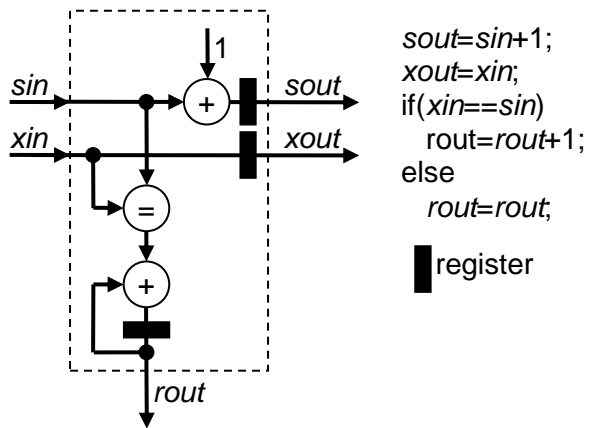 1
sin
+
sout
xin
xout
=
+
rout
sout=sin+1;
xout=xin;
if(xin==sin)
rout=rout+1;
else
rout=rout;
register